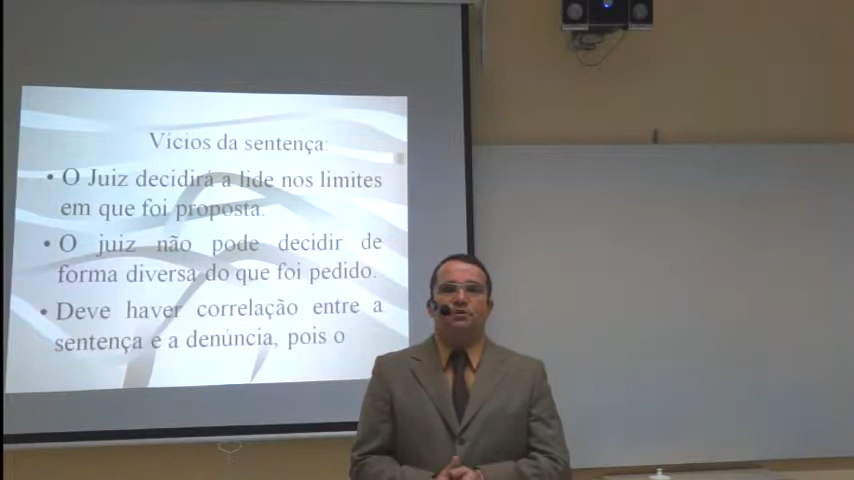 Vícios da sentença:
• O Juiz decidirá a lide nos limites
em que foi proposta.
• O juiz não pode decidir de
forma diversa do que foi pedido.
• Deve haver correlação entre a
sentença e a denúncia, pois o